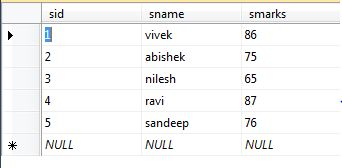 sid sname smarks
1 vivek 86
2 abishek 75
3 nilesh 65
4 ravi 87
5 sandeep 76
NULL NULL NULL